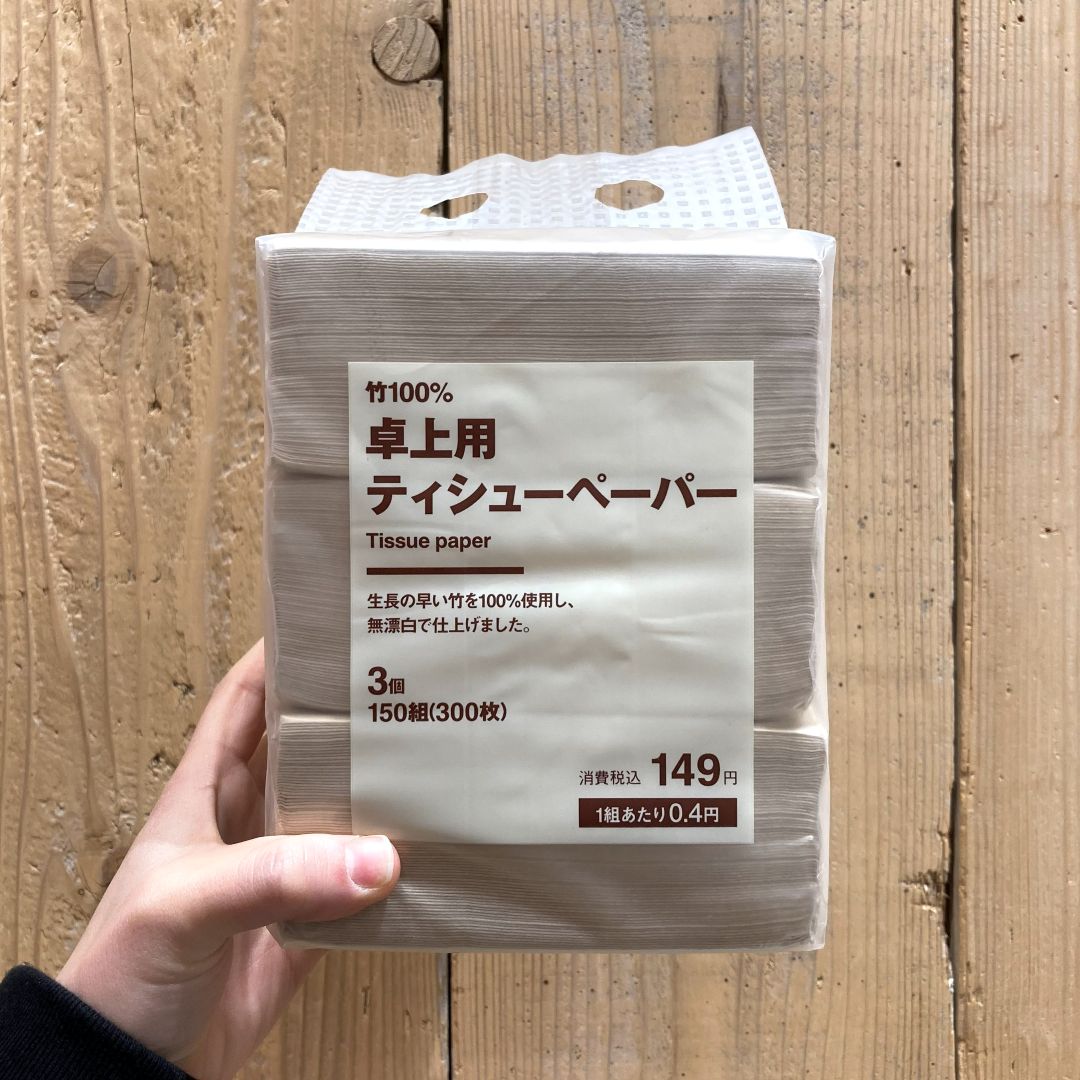 竹100%
卓上用
ティシューペーパー
Tissue paper
生長の早い竹を100%使用し、
無漂白で仕上げました。
3個
150組(300枚)
消費税込 149円
1組あたり0.4円